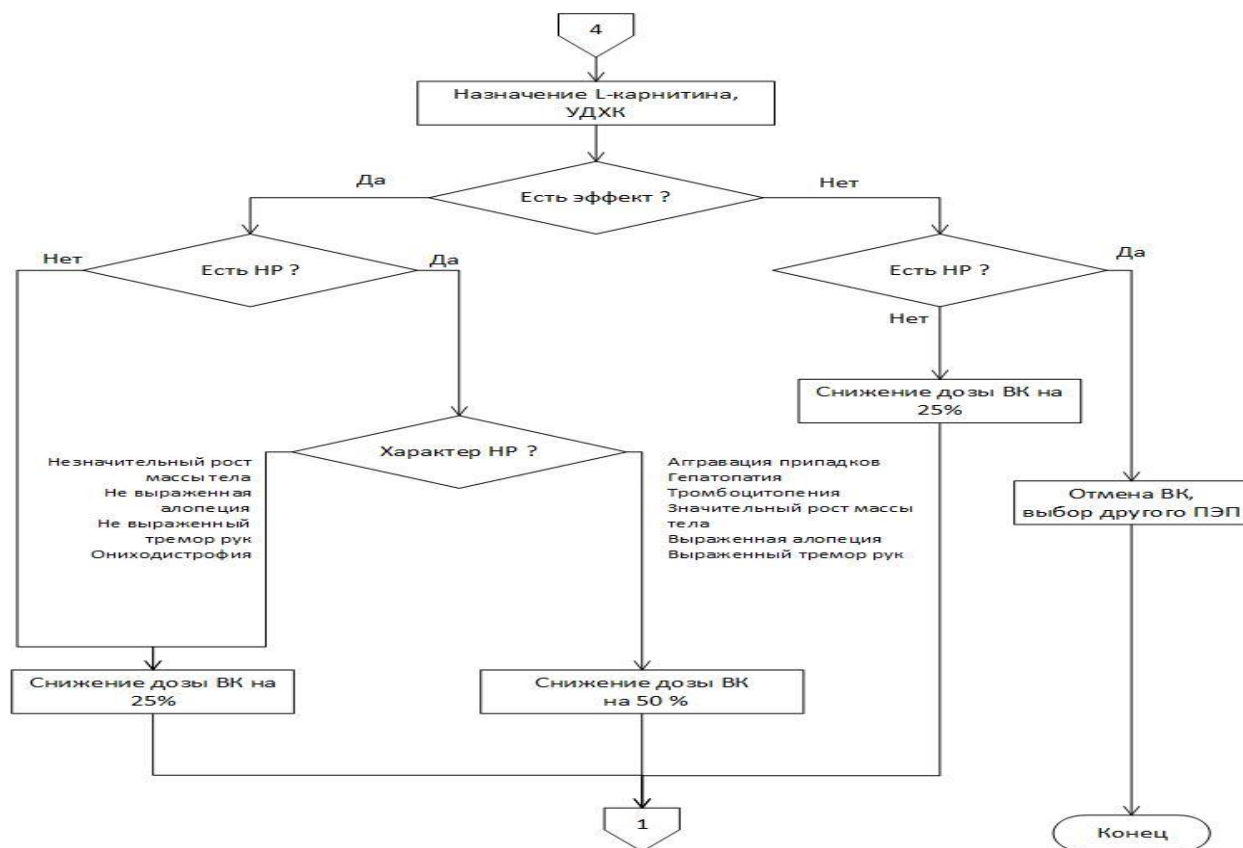 4
Назначение L-карнитина,
УДХК
Да
Есть эффект ?
Нет
Нет
Есть НР ?
Да
Есть НР ?
Да
Нет
Снижение дозы ВК на
25%
Характер НР ?
Незначительный рост
массы тела
Не выраженная
алопеция
Не выраженный
тремор рук
Ониходистрофия
Аггравация припадков
Гепатопатия
Тромбоцитопения
Значительный рост массы
тела
Выраженная алопеция
Выраженный тремор рук
Отмена ВК,
выбор другого ПЭП
Снижение дозы ВК на
25%
Снижение дозы ВК
на 50 %
1
Конец